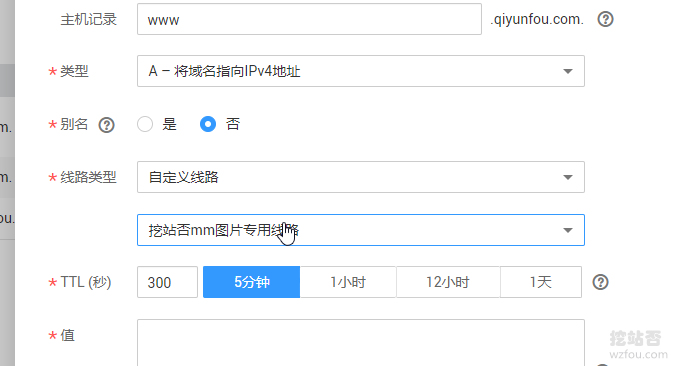 主机记录 www .qiyunfou.com.
* 类型 A – 将域名指向IPv4地址
m. * 别名 是 否
m. * 线路类型 自定义线路
挖站否mm图片专用线路
ou. 
* TTL (秒) 300 5分钟 1小时 12小时 1天
* 值
挖站否
wzfou.com